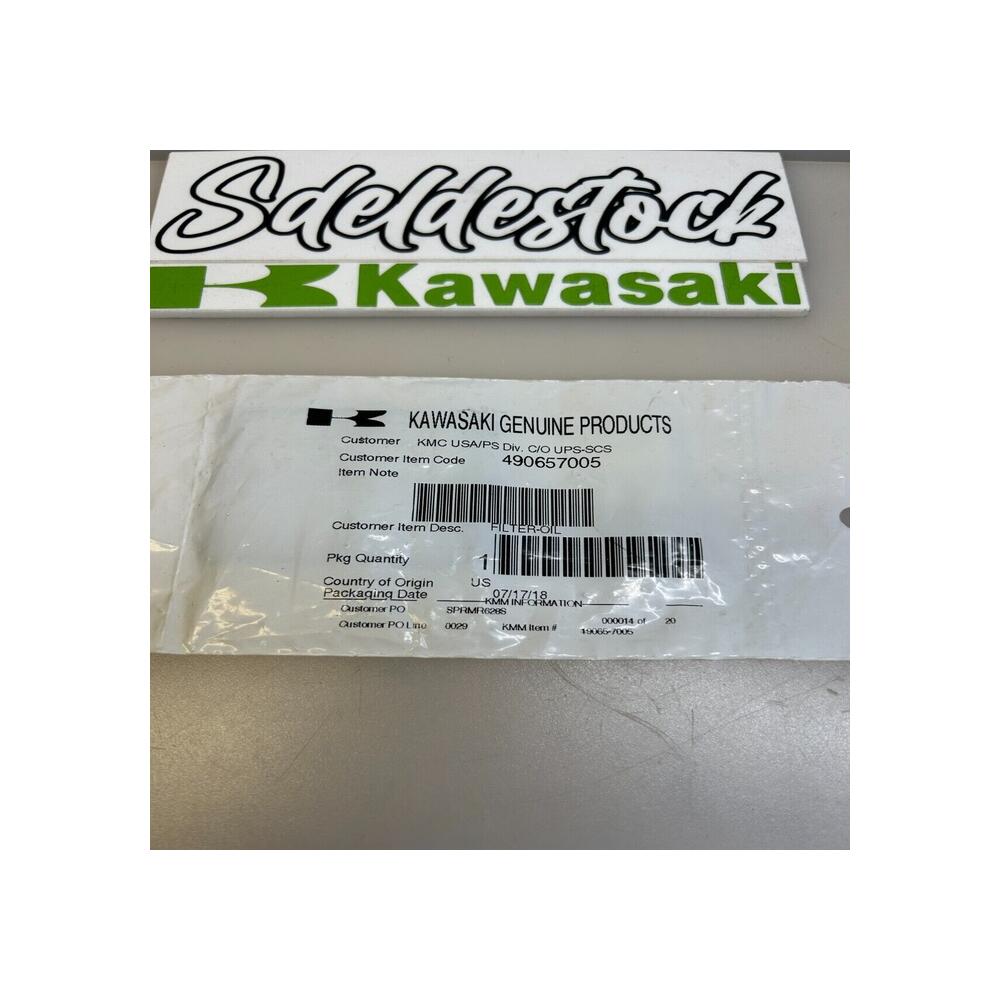 Sdeldestock
Kawasaki
KAWASAKI GENUINE PRODUCTS
Customer KMC USA/PS Div. C/O UPS-SCS
Customer Item Code 490657005
Item Note
Customer Item Desc. FILTER-OIL
Pkg Quantity 1
Country of Origin US
Packaging Date 07/17/18
KMM INFORMATION
Customer PO SPRMR628S 000014 of 20
Customer PO Line 0029 KMM Item # 49065-7005